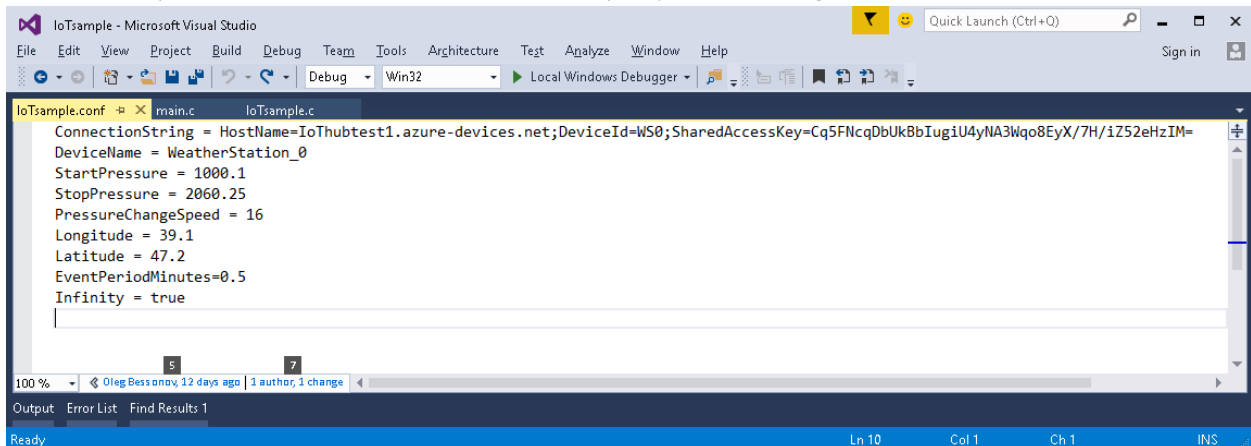 IoTsample - Microsoft Visual Studio Quick Launch (Ctrl+Q)
File Edit View Project Build Debug Team Tools Architecture Test Analyze Window Help Sign in
Debug Win32 Local Windows Debugger
IoTsample.conf main.c IoTsample.c
ConnectionString = HostName=IoThubtest1.azure-devices.net;DeviceId=WS0;SharedAccessKey=Cq5FNcqDbUkBbIugiU4yNA3Wqo8EyX/7H/iZ52eHzIM=
DeviceName = WeatherStation_0
StartPressure = 1000.1
StopPressure = 2060.25
PressureChangeSpeed = 16
Longitude = 39.1
Latitude = 47.2
EventPeriodMinutes=0.5
Infinity = true
5 7
100 % Oleg Bessonov, 12 days ago | 1 author, 1 change
Output Error List Find Results 1
Ready Ln 10 Col 1 Ch 1 INS